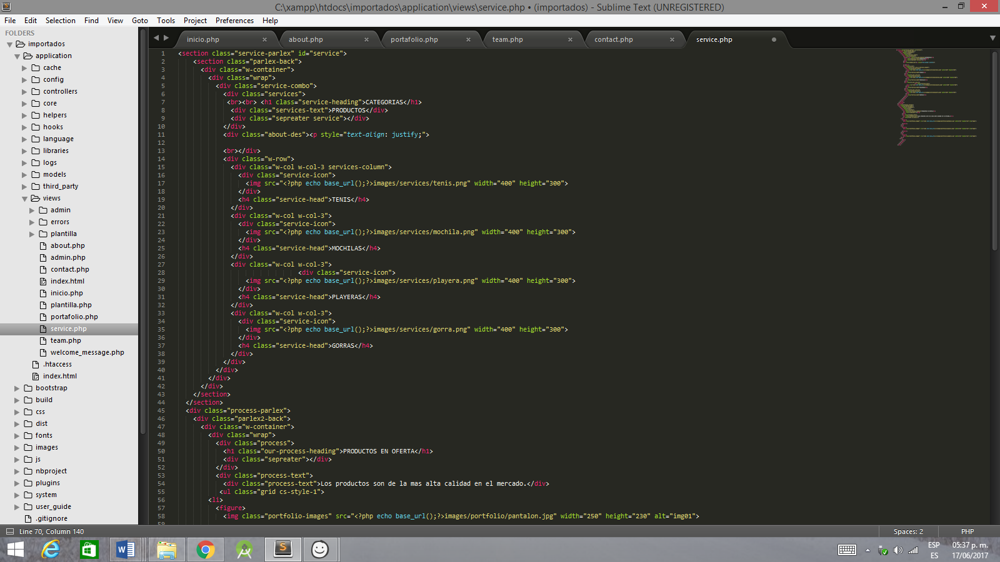 C:\xampp\htdocs\importados\application\views\service.php • (importados) - Sublime Text (UNREGISTERED)
File Edit Selection Find View Goto Tools Project Preferences Help
FOLDERS
importados
application
cache
config
controllers
core
helpers
hooks
language
libraries
logs
models
third_party
views
admin
errors
plantilla
about.php
admin.php
contact.php
index.html
inicio.php
plantilla.php
portafolio.php
service.php
team.php
welcome_message.php
.htaccess
index.html
bootstrap
build
css
dist
fonts
images
js
nbproject
plugins
system
user_guide
.gitignore
inicio.php about.php portafolio.php team.php contact.php service.php
1 <section class="service-parlex" id="service">
2 <section class="parlex-back">
3 <div class="w-container">
4 <div class="wrap">
5 <div class="service-combo">
6 <div class="services">
7 <br><br> <h1 class="service-heading">CATEGORIAS</h1>
8 <div class="services-text">PRODUCTOS</div>
9 <div class="sepreater service"></div>
10 </div>
11 <div class="about-des"><p style="text-align: justify;">
12
13 <br></div>
14 <div class="w-row">
15 <div class="w-col w-col-3 services-column">
16 <div class="service-icon">
17 <img src="<?php echo base_url();?>images/services/tenis.png" width="400" height="300">
18 </div>
19 <h4 class="service-head">TENIS</h4>
20 </div>
21 <div class="w-col w-col-3">
22 <div class="service-icon">
23 <img src="<?php echo base_url();?>images/services/mochila.png" width="400" height="300">
24 </div>
25 <h4 class="service-head">MOCHILAS</h4>
26 </div>
27 <div class="w-col w-col-3">
28 <div class="service-icon">
29 <img src="<?php echo base_url();?>images/services/playera.png" width="400" height="300">
30 </div>
31 <h4 class="service-head">PLAYERAS</h4>
32 </div>
33 <div class="w-col w-col-3">
34 <div class="service-icon">
35 <img src="<?php echo base_url();?>images/services/gorra.png" width="400" height="300">
36 </div>
37 <h4 class="service-head">GORRAS</h4>
38 </div>
39 </div>
40 </div>
41 </div>
42 </div>
43 </section>
44 </section>
45 <div class="process-parlex">
46 <div class="parlex2-back">
47 <div class="w-container">
48 <div class="wrap">
49 <div class="process">
50 <h1 class="our-process-heading">PRODUCTOS EN OFERTA</h1>
51 <div class="sepreater"></div>
52 </div>
53 <div class="process-text">
54 <div class="process-text">Los productos son de la mas alta calidad en el mercado.</div>
55 <ul class="grid cs-style-1">
56 <li>
57 <figure>
58 <img class="portfolio-images" src="<?php echo base_url();?>images/portfolio/pantalon.jpg" width="250" height="230" alt="img01">
59
Line 70, Column 140 Spaces: 2 PHP
ESP
ES
05:37 p. m.
17/06/2017